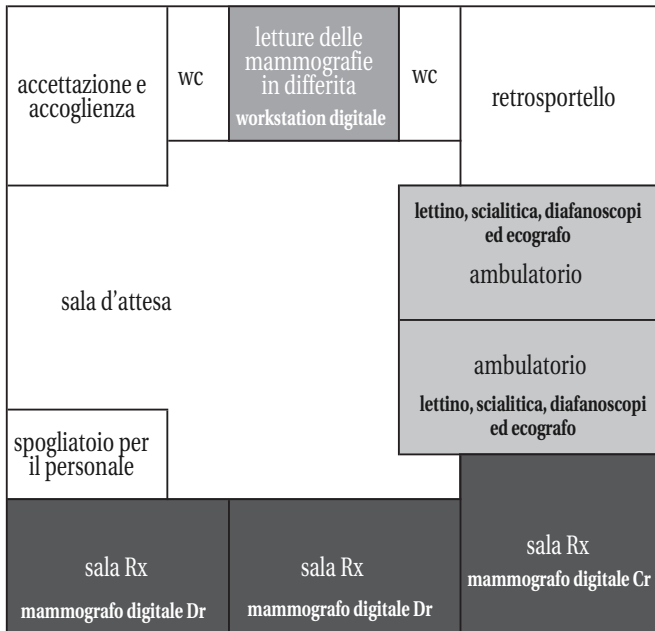 accettazione e
accoglienza
wc
letture delle
mammografie
in differita
workstation digitale
wc
retrosportello
lettino, scialitica, diafanoscopi
ed ecografo
ambulatorio
sala d’attesa
ambulatorio
lettino, scialitica, diafanoscopi
ed ecografo
spogliatoio per
il personale
sala Rx
mammografo digitale Dr
sala Rx
mammografo digitale Dr
sala Rx
mammografo digitale Cr